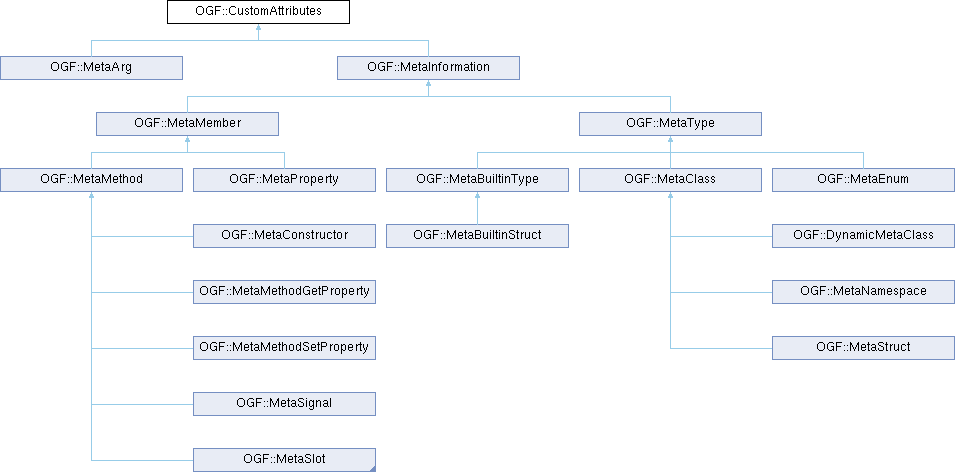 OGF::CustomAttributes
OGF::MetaArg
OGF::MetaInformation
OGF::MetaMember
OGF::MetaType
OGF::MetaMethod
OGF::MetaProperty
OGF::MetaBuiltinType
OGF::MetaClass
OGF::MetaEnum
OGF::MetaConstructor
OGF::MetaBuiltinStruct
OGF::DynamicMetaClass
OGF::MetaMethodGetProperty
OGF::MetaNamespace
OGF::MetaMethodSetProperty
OGF::MetaStruct
OGF::MetaSignal
OGF::MetaSlot